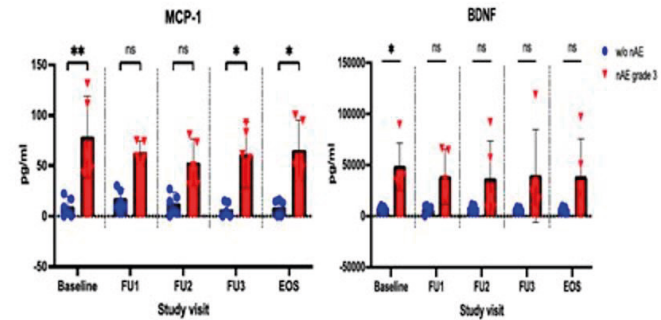 MCP-1
** ns ns * *
150
100
50
0
-50
pg/ml
Baseline FU1 FU2 FU3 EOS
Study visit
BDNF
* ns ns ns ns
150000
100000
50000
0
-50000
pg/ml
Baseline FU1 FU2 FU3 EOS
Study visit
w/o nAE
nAE grade 3